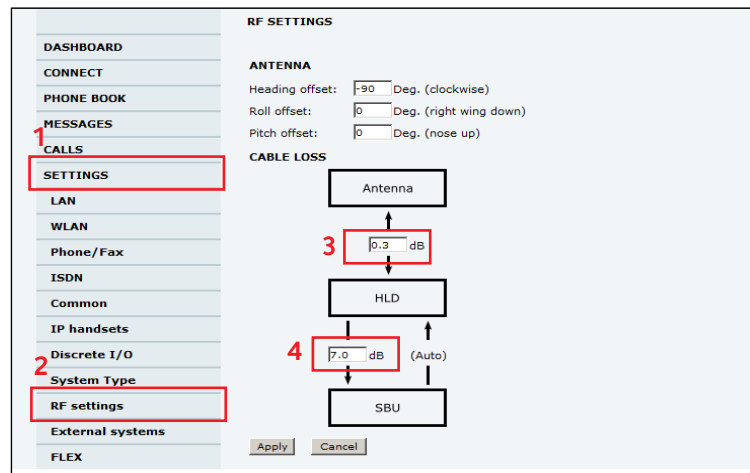 RF SETTINGS
DASHBOARD
CONNECT
PHONE BOOK
MESSAGES
1
CALLS
SETTINGS
LAN
WLAN
Phone/Fax
ISDN
Common
IP handsets
Discrete I/O
2
System Type
RF settings
External systems
FLEX
ANTENNA
Heading offset: -90 Deg. (clockwise)
Roll offset: 0 Deg. (right wing down)
Pitch offset: 0 Deg. (nose up)
CABLE LOSS
Antenna
3 0.3 dB
HLD
4 7.0 dB (Auto)
SBU
Apply Cancel